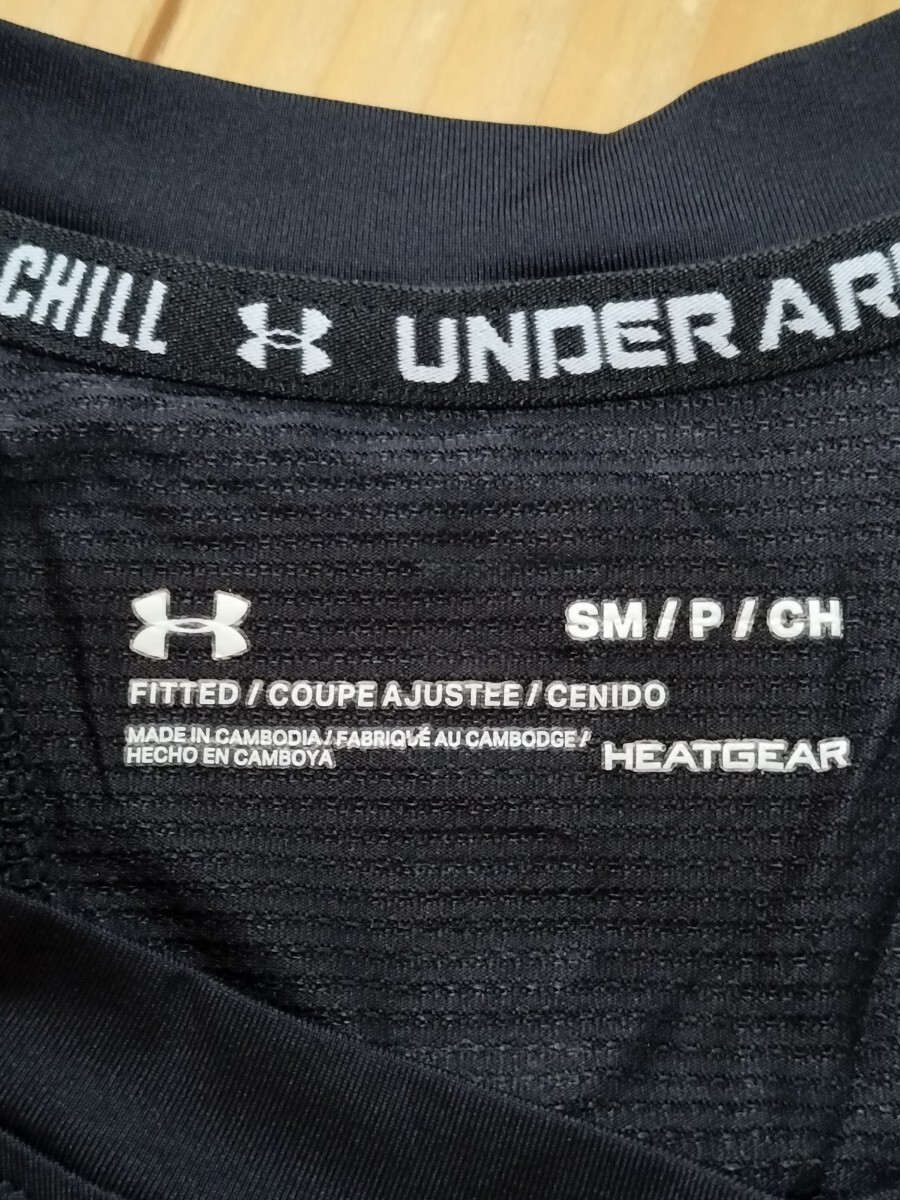 CHILL UNDER AR
SM / P / CH
FITTED / COUPE AJUSTEE / CENIDO
MADE IN CAMBODIA / FABRIQUÉ AU CAMBODGE /
HECHO EN CAMBOYA
HEATGEAR